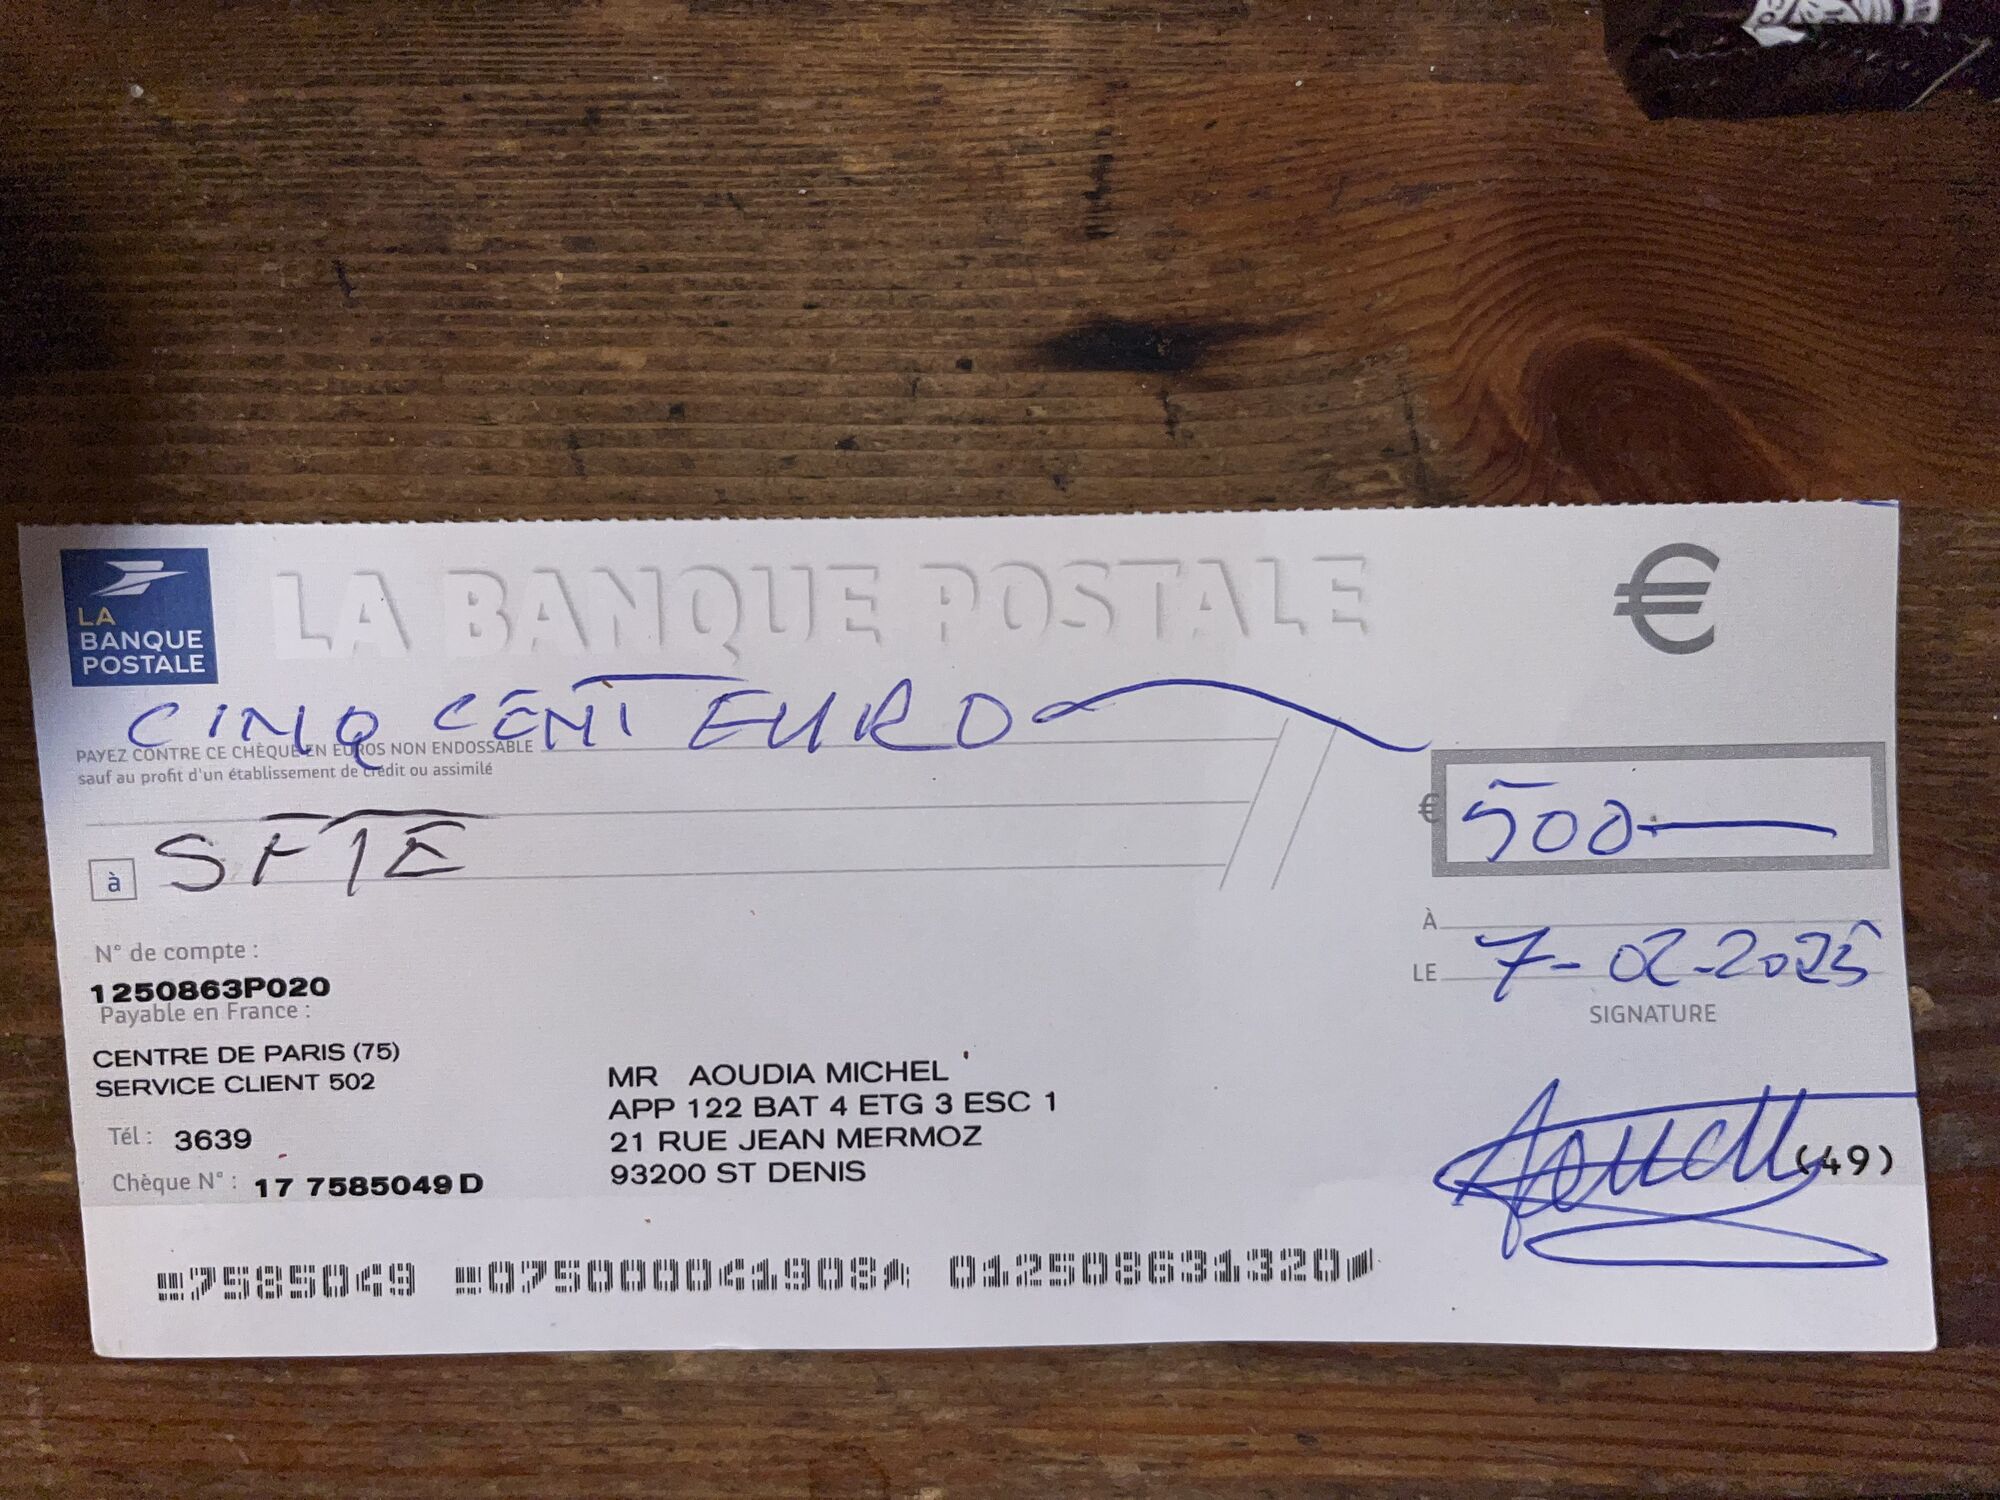 LA BANQUE POSTALE
€
LA
BANQUE
POSTALE
CINQ CENT EURO
PAYEZ CONTRE CE CHÈQUE EN EUROS NON ENDOSSABLE
sauf au profit d'un établissement de crédit ou assimilé
€ 500
à SFTE
À
LE 7-02-2025
SIGNATURE
N° de compte :
1250863P020
Payable en France :
CENTRE DE PARIS (75)
SERVICE CLIENT 502
Tél : 3639
Chèque N° : 17 7585049 D
MR AOUDIA MICHEL
APP 122 BAT 4 ETG 3 ESC 1
21 RUE JEAN MERMOZ
93200 ST DENIS
Aoudi
(49)
7585049 075000041908 012508631320